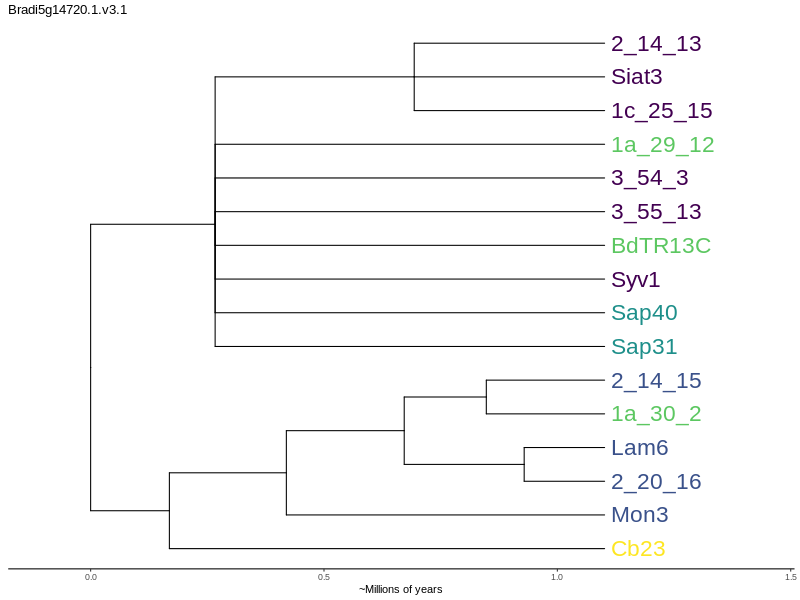 Bradi5g14720.1.v3.1
2_14_13
Siat3
1c_25_15
1a_29_12
3_54_3
3_55_13
BdTR13C
Syv1
Sap40
Sap31
2_14_15
1a_30_2
Lam6
2_20_16
Mon3
Cb23
0.0 0.5 1.0 1.5
~Millions of years